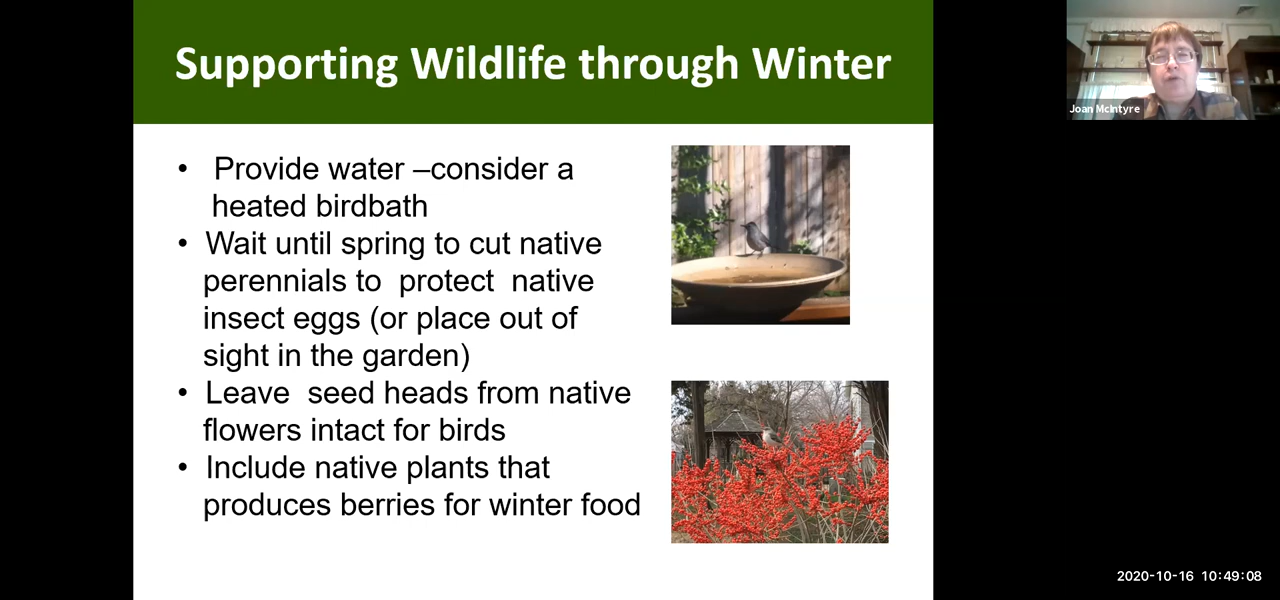 Supporting Wildlife through Winter
Joan McIntyre
• Provide water –consider a
heated birdbath
• Wait until spring to cut native
perennials to protect native
insect eggs (or place out of
sight in the garden)
• Leave seed heads from native
flowers intact for birds
• Include native plants that
produces berries for winter food
2020-10-16 10:49:08